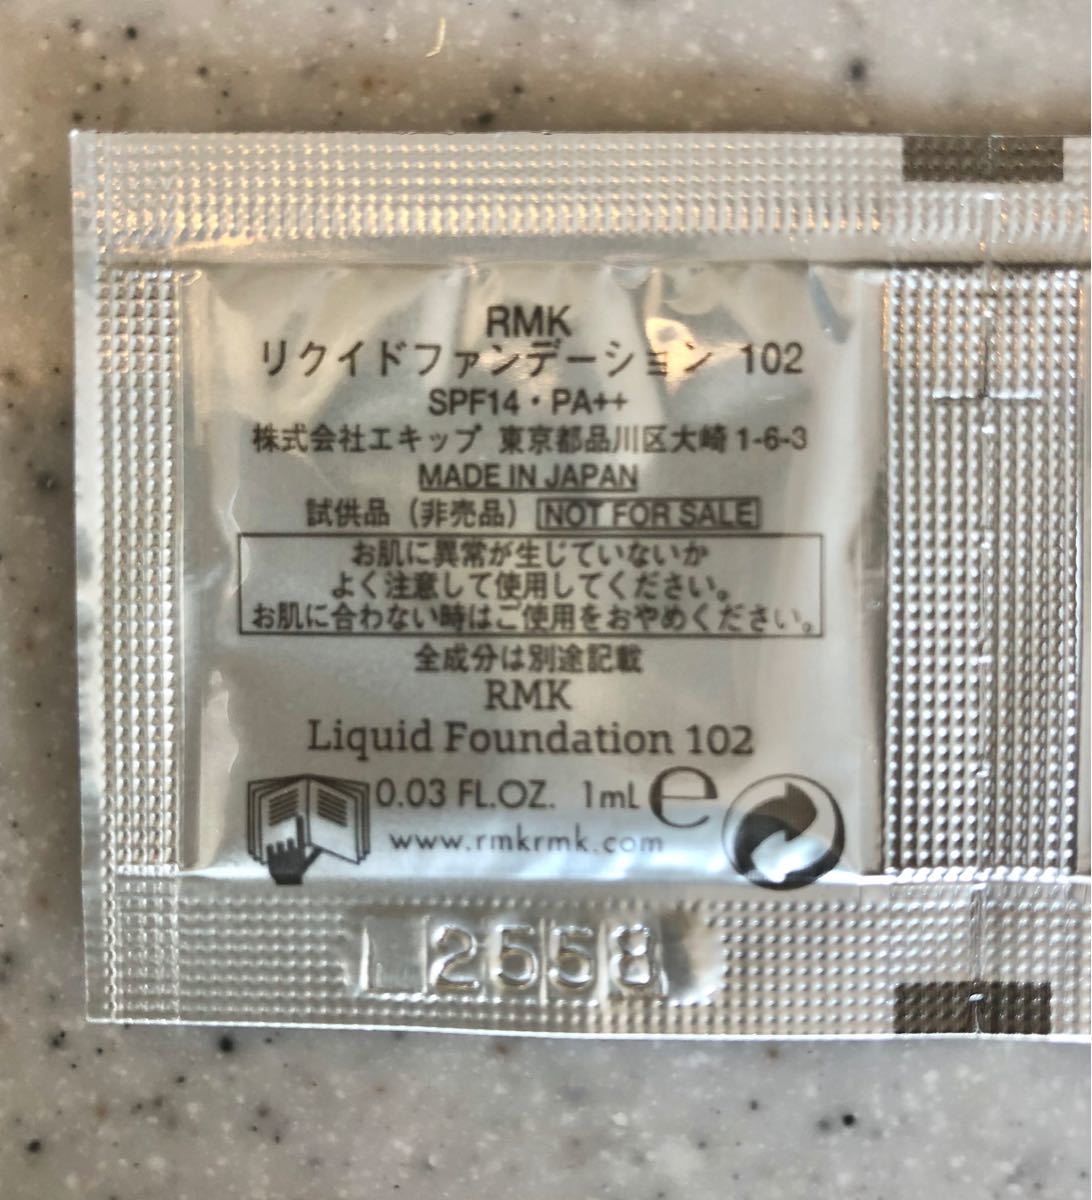 RMK
リクイドファンデーション 102
SPF14・PA++
株式会社エキップ 東京都品川区大崎1-6-3
MADE IN JAPAN
試供品（非売品） NOT FOR SALE
お肌に異常が生じていないか
よく注意して使用してください。
お肌に合わない時はご使用をおやめください。
全成分は別途記載
RMK
Liquid Foundation 102
0.03 FL.OZ. 1mL e
www.rmkrmk.com
2558